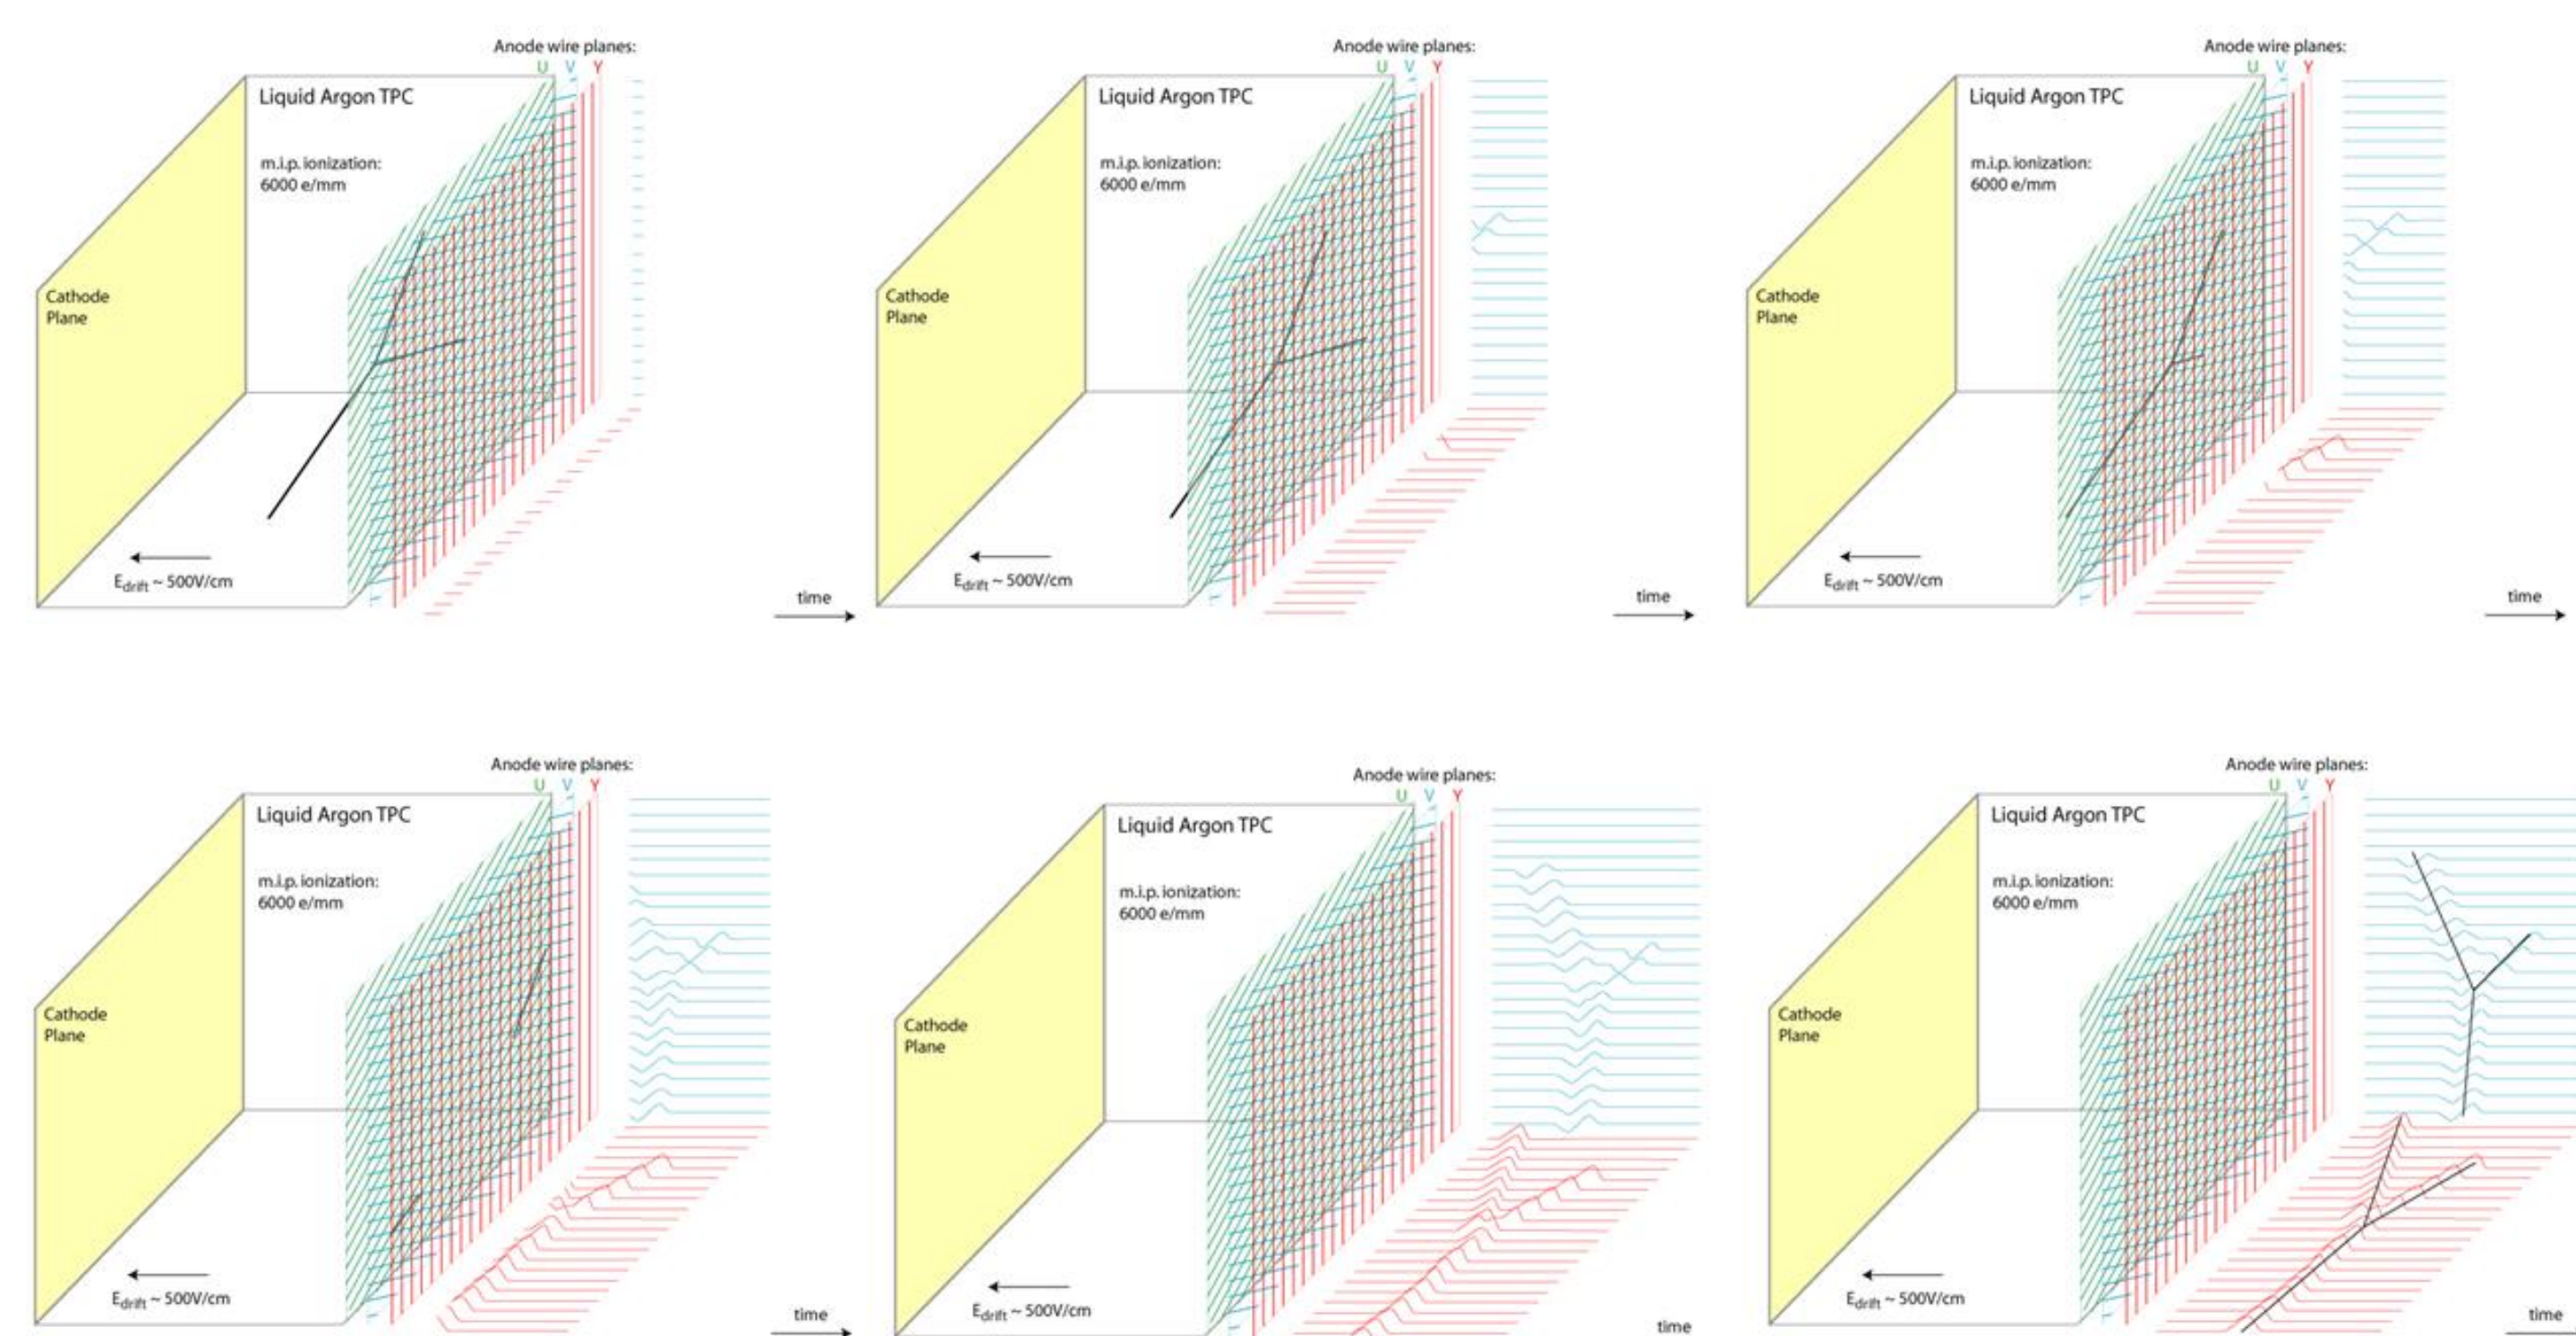 Anode wire planes:
U V Y
Liquid Argon TPC
m.i.p. ionization:
6000 e/mm
Cathode
Plane
Edrift ~ 500V/cm
time
Anode wire planes:
U V Y
Liquid Argon TPC
m.i.p. ionization:
6000 e/mm
Cathode
Plane
Edrift ~ 500V/cm
time
Anode wire planes:
U V Y
Liquid Argon TPC
m.i.p. ionization:
6000 e/mm
Cathode
Plane
Edrift ~ 500V/cm
time
Anode wire planes:
U V Y
Liquid Argon TPC
m.i.p. ionization:
6000 e/mm
Cathode
Plane
Edrift ~ 500V/cm
time
Anode wire planes:
U V Y
Liquid Argon TPC
m.i.p. ionization:
6000 e/mm
Cathode
Plane
Edrift ~ 500V/cm
time
Anode wire planes:
U V Y
Liquid Argon TPC
m.i.p. ionization:
6000 e/mm
Cathode
Plane
Edrift ~ 500V/cm
time